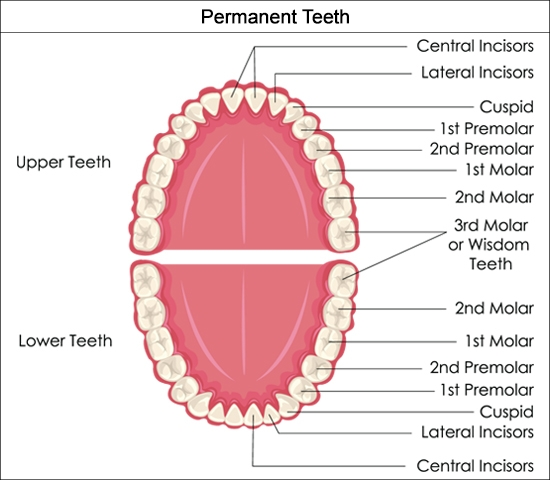 Permanent Teeth
Central Incisors
Lateral Incisors
Cuspid
1st Premolar
2nd Premolar
1st Molar
2nd Molar
3rd Molar
or Wisdom
Teeth
Upper Teeth
Lower Teeth
2nd Molar
1st Molar
2nd Premolar
1st Premolar
Cuspid
Lateral Incisors
Central Incisors